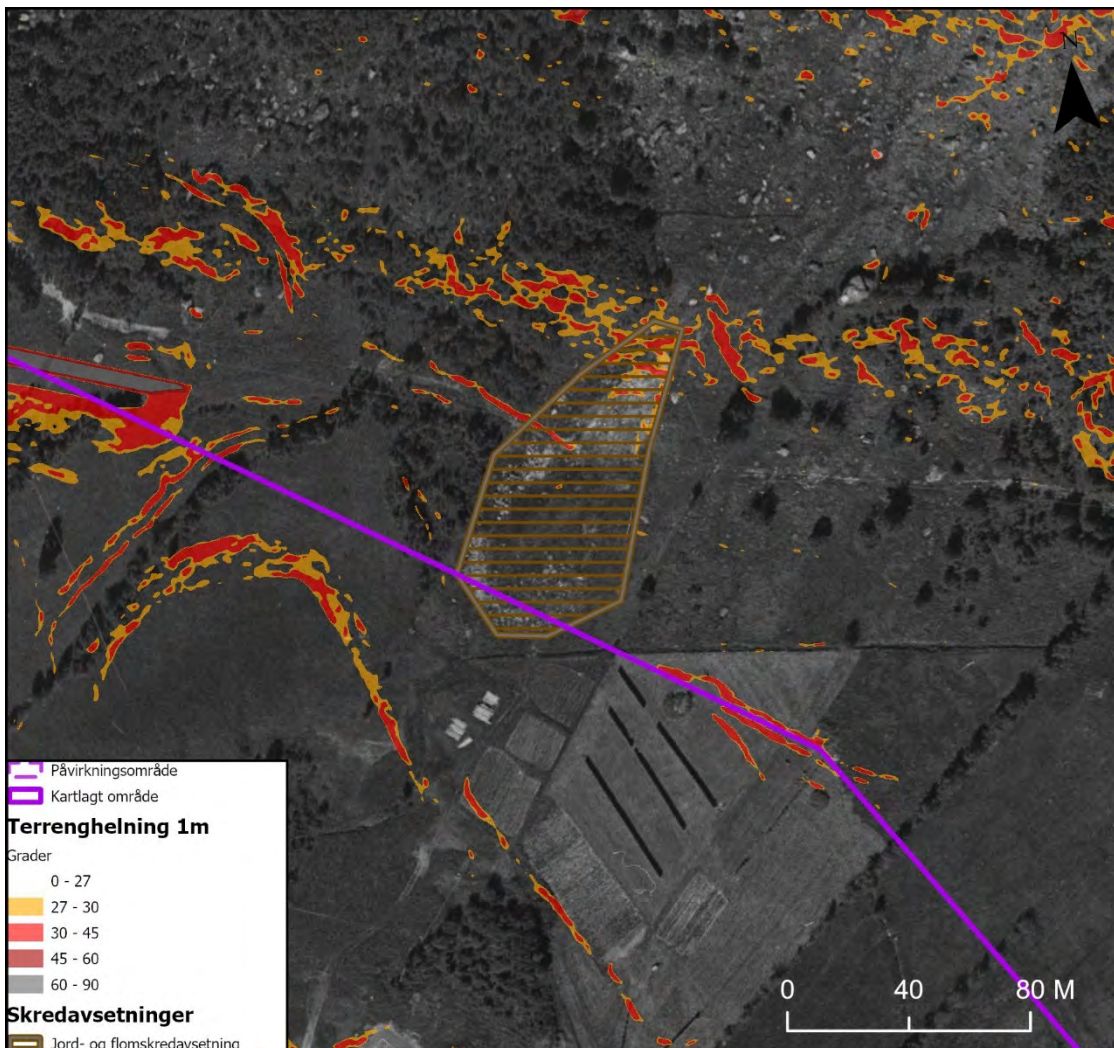 N
Påvirkningsområde
Kartlagt område
Terrenghelning 1m
Grader
0 - 27
27 - 30
30 - 45
45 - 60
60 - 90
Skredavsetninger
Jord- og flomskredavsetning
0 40 80 M